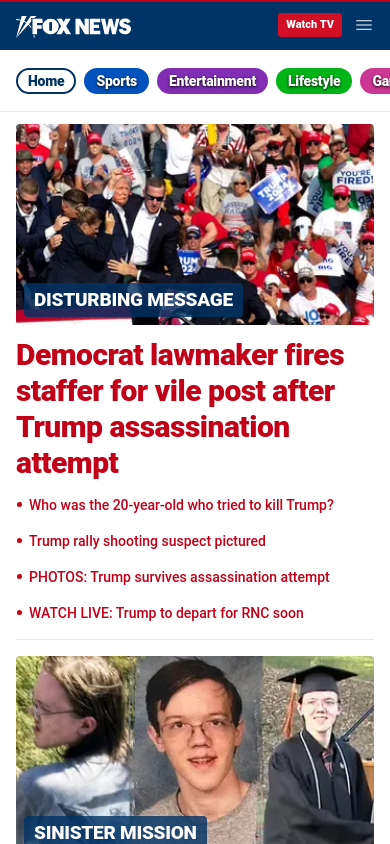 FOX NEWS
Watch TV
Home
Sports
Entertainment
Lifestyle
TRUMP
2024
YOU'RE
FIRED!
DISTURBING MESSAGE
Democrat lawmaker fires
staffer for vile post after
Trump assassination
attempt
• Who was the 20-year-old who tried to kill Trump?
• Trump rally shooting suspect pictured
• PHOTOS: Trump survives assassination attempt
• WATCH LIVE: Trump to depart for RNC soon
SINISTER MISSION